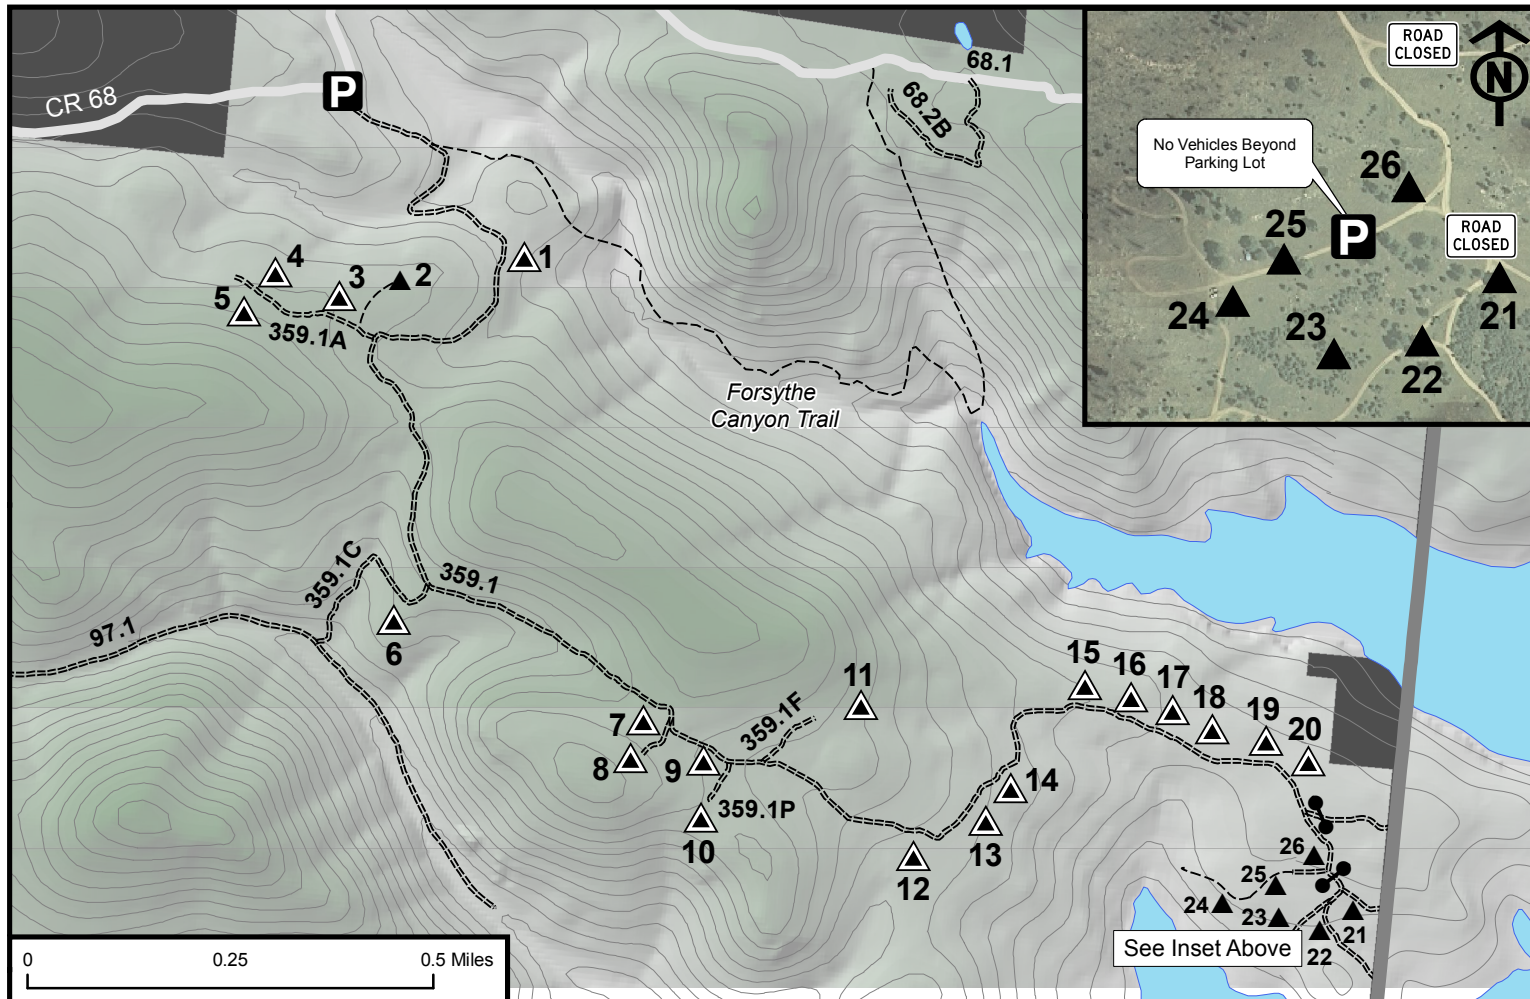 CR 68
P
68.1
68.2B
ROAD
CLOSED
N
No Vehicles Beyond
Parking Lot
26
25
P
ROAD
CLOSED
24
23
22
21
1
2
3
4
5
359.1A
Forsythe
Canyon Trail
359.1C
359.1
97.1
6
7
8
9
10
359.1P
359.1F
11
12
13
14
15
16
17
18
19
20
26
25
24
23
22
21
See Inset Above
0
0.25
0.5 Miles